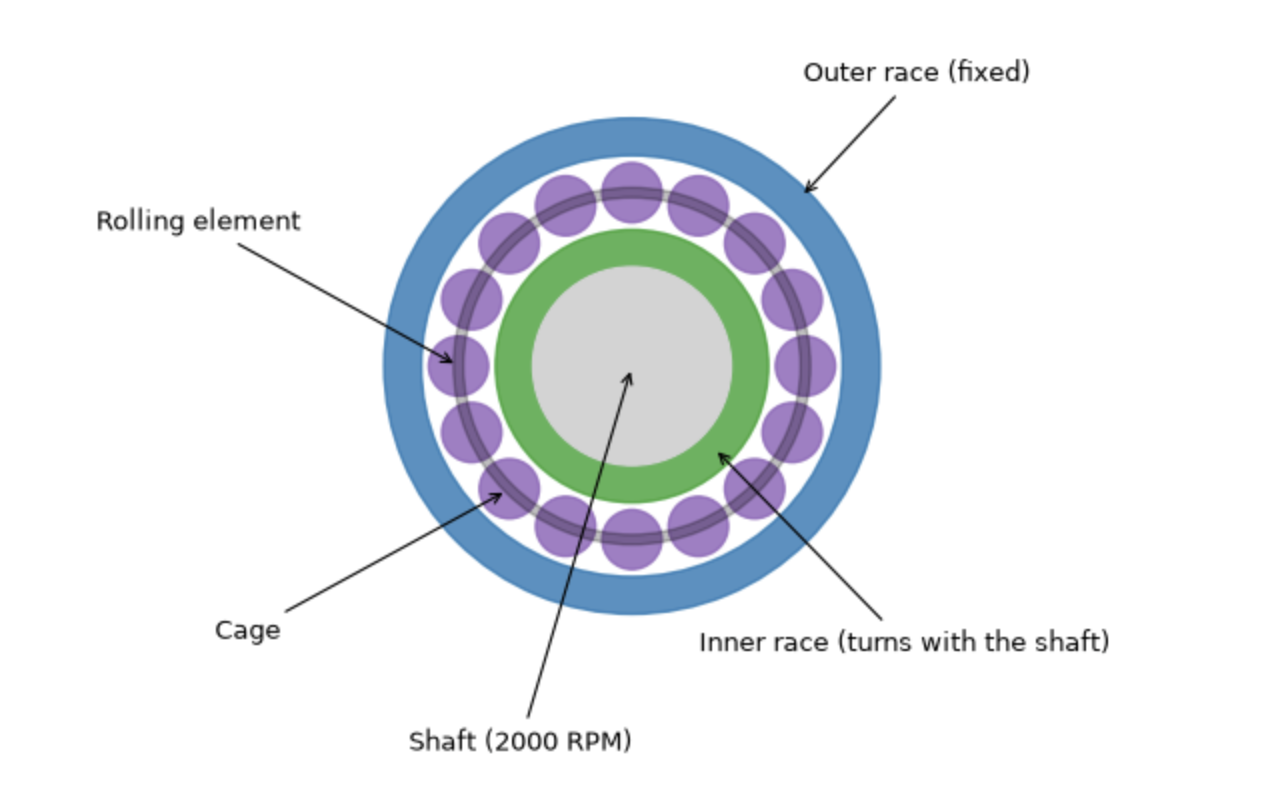 Outer race (fixed)
Rolling element
Cage
Inner race (turns with the shaft)
Shaft (2000 RPM)